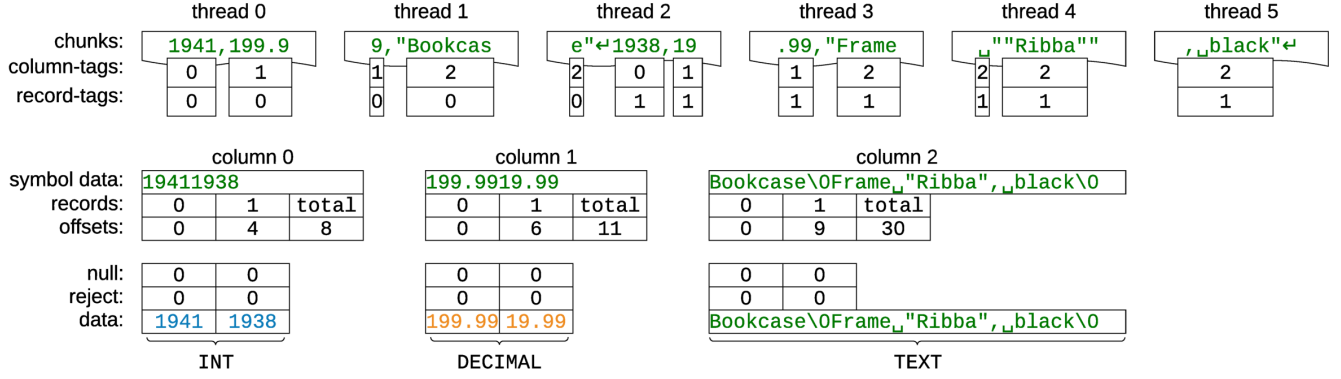 thread 0 thread 1 thread 2 thread 3 thread 4 thread 5
chunks: 1941,199.9 9,"Bookcas e"↵1938,19 .99,"Frame ␣""Ribba"" ,␣black"↵
column-tags: 0 1 1 2 2 0 1 1 2 2 2 2
record-tags: 0 0 0 0 0 1 1 1 1 1 1 1
column 0 column 1 column 2
symbol data: 19411938 199.9919.99 Bookcase\0Frame␣"Ribba",␣black\0
records: 0 1 total 0 1 total 0 1 total
offsets: 0 4 8 0 6 11 0 9 30
null: 0 0 0 0 0 0
reject: 0 0 0 0 0 0
data: 1941 1938 199.99 19.99 Bookcase\0Frame␣"Ribba",␣black\0
INT DECIMAL TEXT